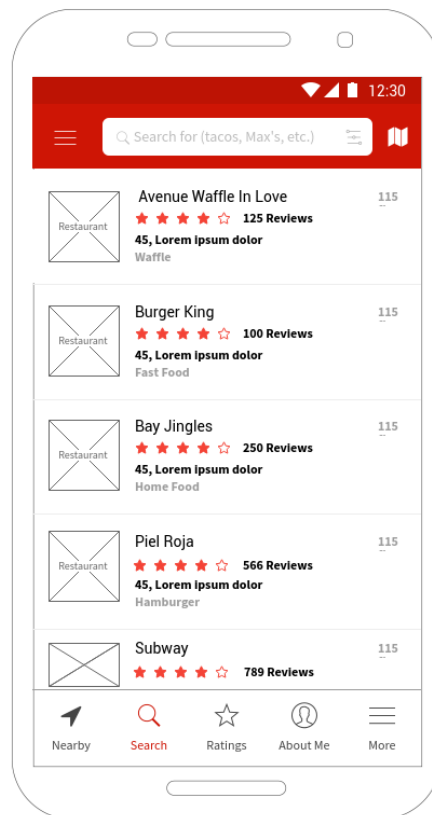 12:30
Search for (tacos, Max's, etc.)
Restaurant
Avenue Waffle In Love
115
125 Reviews
45, Lorem ipsum dolor
Waffle
Restaurant
Burger King
115
100 Reviews
45, Lorem ipsum dolor
Fast Food
Restaurant
Bay Jingles
115
250 Reviews
45, Lorem ipsum dolor
Home Food
Restaurant
Piel Roja
115
566 Reviews
45, Lorem ipsum dolor
Hamburger
Subway
115
789 Reviews
Nearby
Search
Ratings
About Me
More